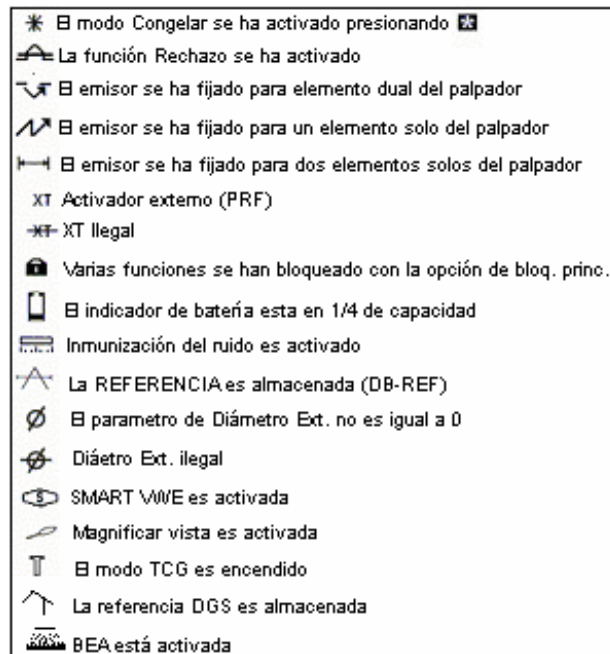 El modo Congelar se ha activado presionando
La función Rechazo se ha activado
El emisor se ha fijado para elemento dual del palpador
El emisor se ha fijado para un elemento solo del palpador
El emisor se ha fijado para dos elementos solos del palpador
XT Activador externo (PRF)
XT XT Ilegal
Varias funciones se han bloqueado con la opción de bloq. princ.
El indicador de batería esta en 1/4 de capacidad
Inmunización del ruido es activado
La REFERENCIA es almacenada (DB-REF)
El parametro de Diámetro Ext. no es igual a 0
Diáetro Ext. ilegal
S SMART VWE es activada
Magnificar vista es activada
T El modo TCG es encendido
La referencia DGS es almacenada
BEA está activada